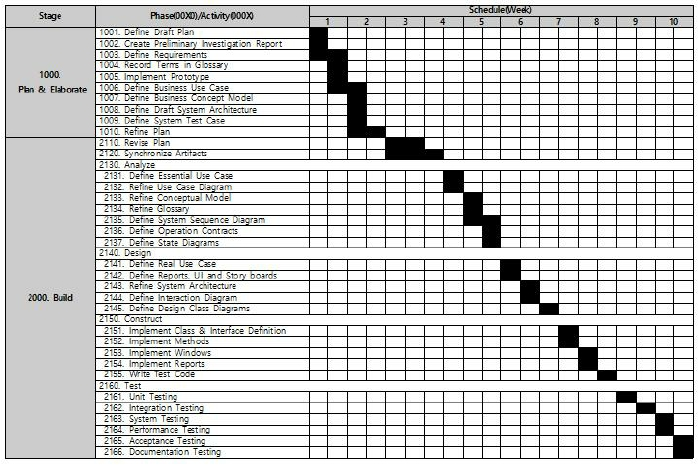 Stage
Phase(00X0)/Activity(000X)
Schedule(Week)
1 2 3 4 5 6 7 8 9 10
1000.
Plan & Elaborate
1001. Define Draft Plan
1002. Create Preliminary Investigation Report
1003. Define Requirements
1004. Record Terms in Glossary
1005. Implement Prototype
1006. Define Business Use Case
1007. Define Business Concept Model
1008. Define Draft System Architecture
1009. Define System Test Case
1010. Refine Plan
2000. Build
2110. Revise Plan
2120. Synchronize Artifacts
2130. Analyze
2131. Define Essential Use Case
2132. Refine Use Case Diagram
2133. Refine Conceptual Model
2134. Refine Glossary
2135. Define System Sequence Diagram
2136. Define Operation Contracts
2137. Define State Diagrams
2140. Design
2141. Define Real Use Case
2142. Define Reports, UI and Story boards
2143. Refine System Architecture
2144. Define Interaction Diagram
2145. Define Design Class Diagrams
2150. Construct
2151. Implement Class & Interface Definition
2152. Implement Methods
2153. Implement Windows
2154. Implement Reports
2155. Write Test Code
2160. Test
2161. Unit Testing
2162. Integration Testing
2163. System Testing
2164. Performance Testing
2165. Acceptance Testing
2166. Documentation Testing